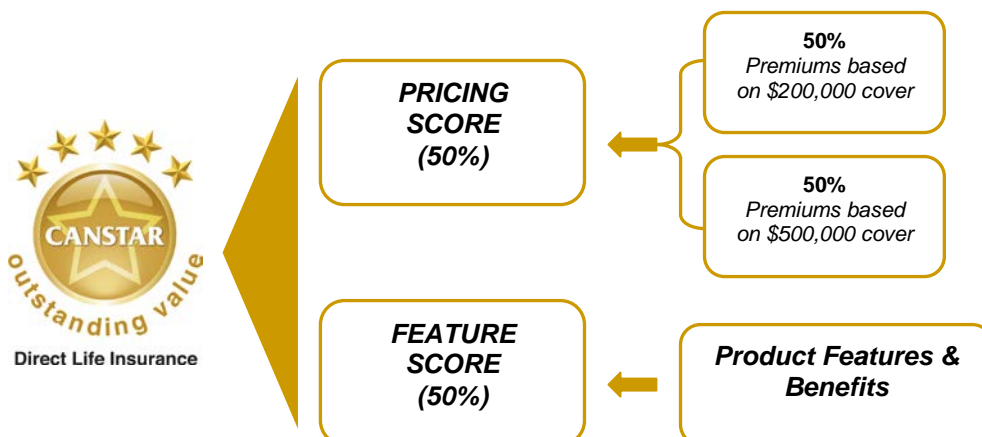 CANSTAR
outstanding value
Direct Life Insurance
PRICING
SCORE
(50%)
50%
Premiums based
on $200,000 cover
50%
Premiums based
on $500,000 cover
FEATURE
SCORE
(50%)
Product Features &
Benefits